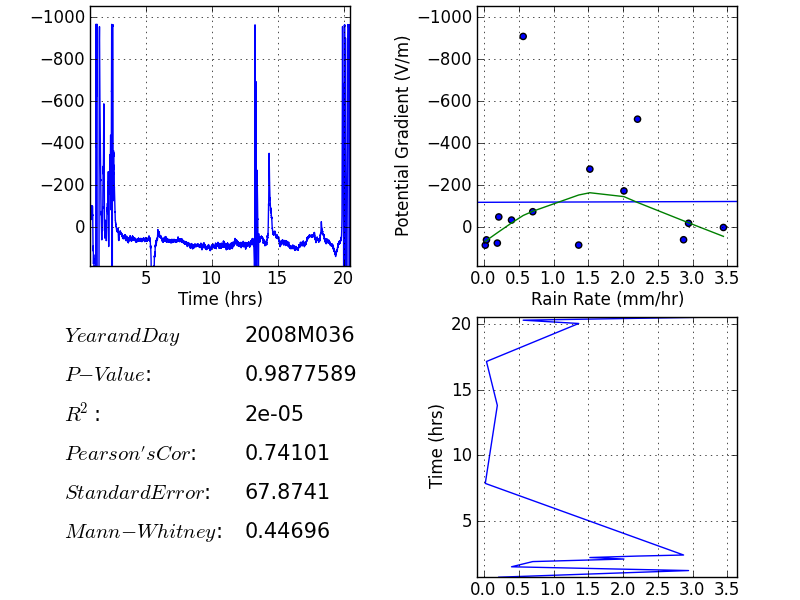 −1000
−800
−600
−400
−200
0
5 10 15 20
Time (hrs)
−1000
−800
−600
−400
−200
0
Potential Gradient (V/m)
0.0 0.5 1.0 1.5 2.0 2.5 3.0 3.5
Rain Rate (mm/hr)
YearandDay 2008M036
P−Value: 0.9877589
R² : 2e-05
Pearson'sCor: 0.74101
StandardError: 67.8741
Mann−Whitney: 0.44696
20
15
10
5
Time (hrs)
0.0 0.5 1.0 1.5 2.0 2.5 3.0 3.5